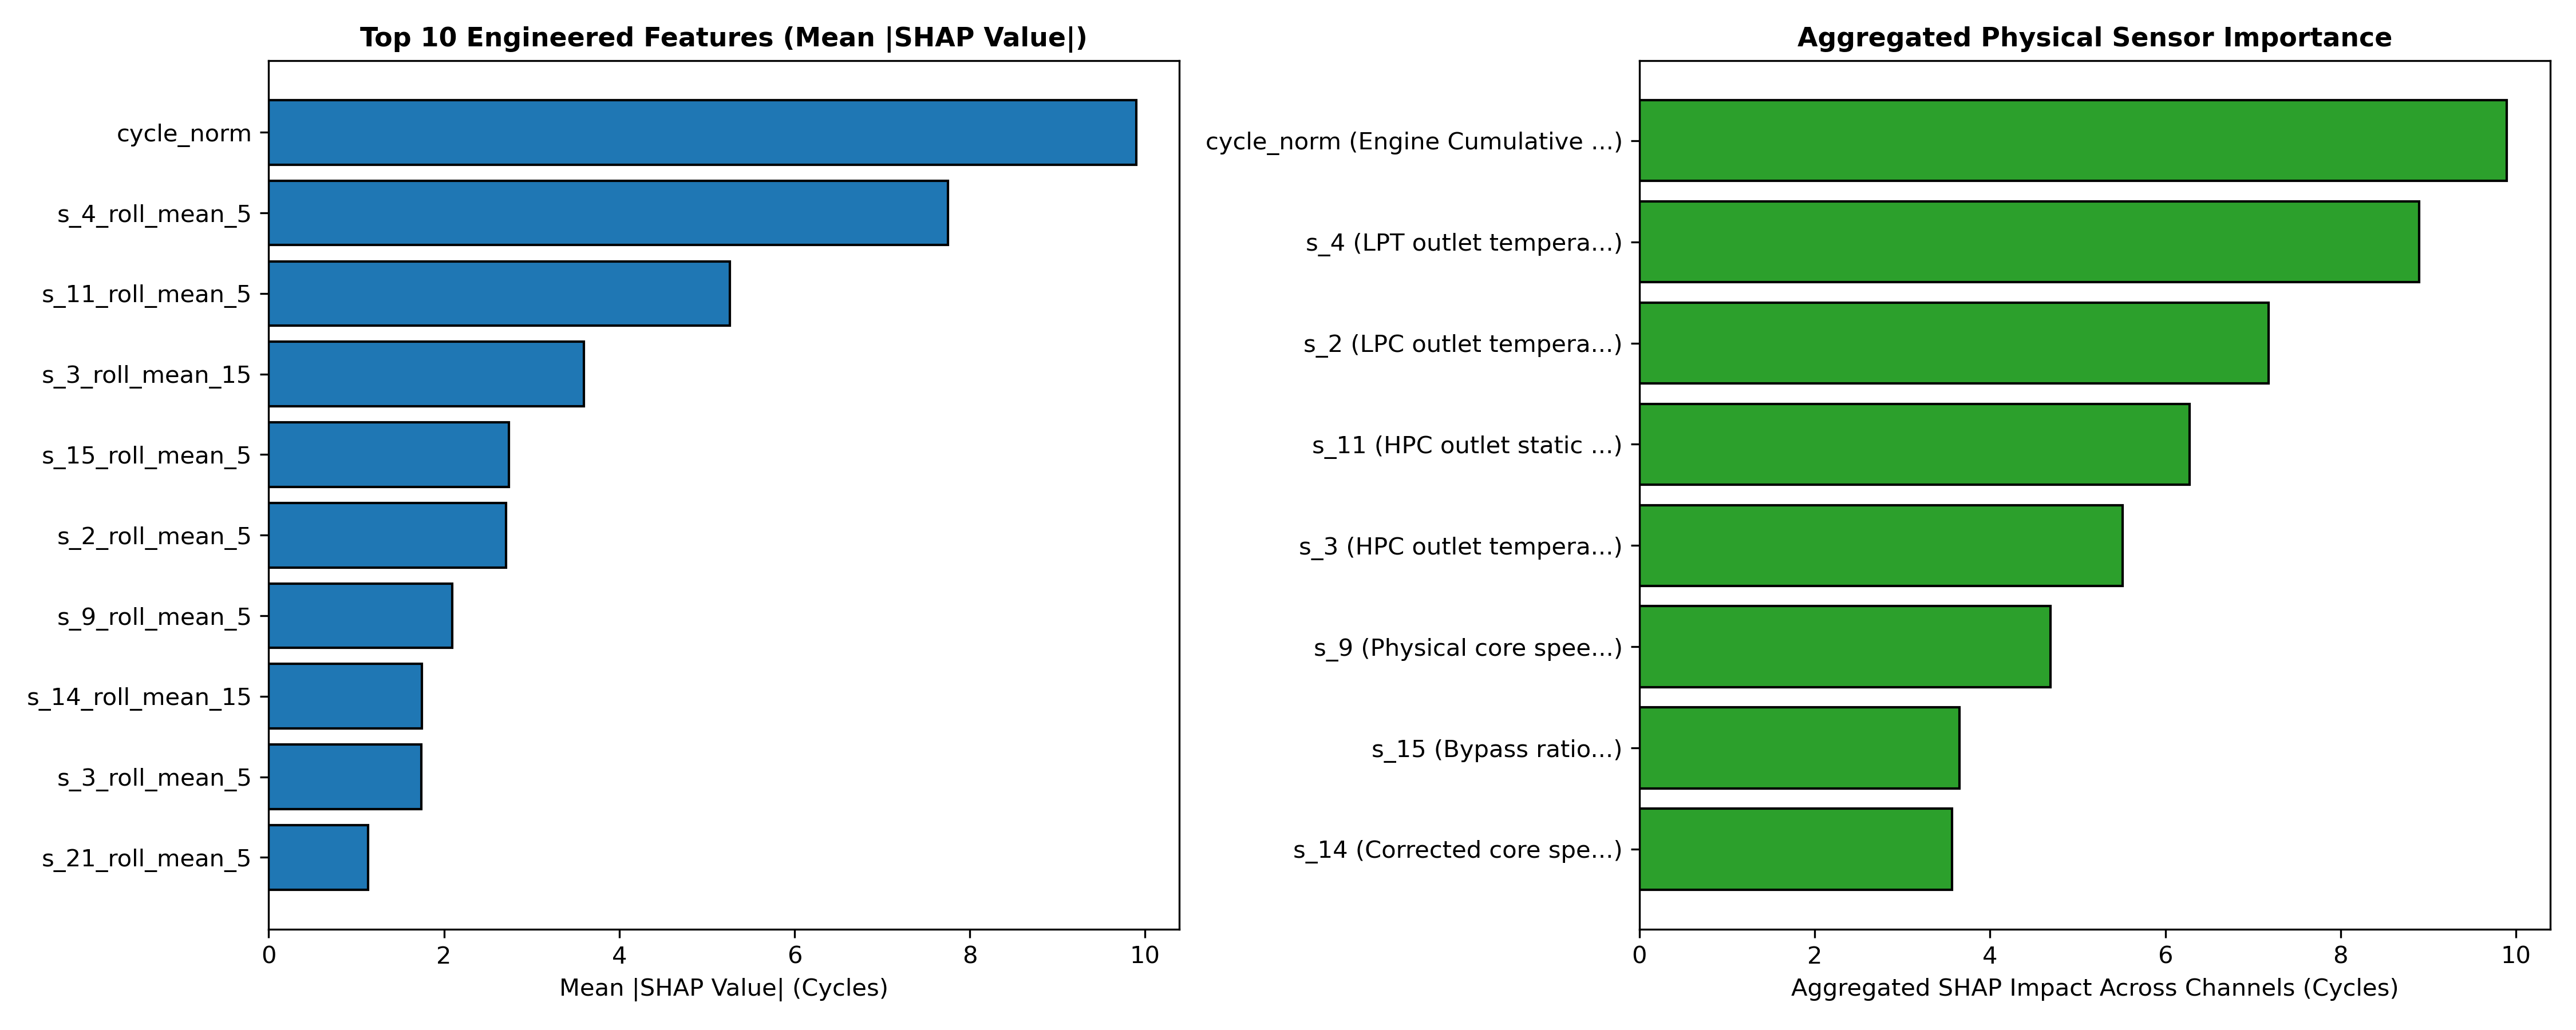 Top 10 Engineered Features (Mean |SHAP Value|)
cycle_norm
s_4_roll_mean_5
s_11_roll_mean_5
s_3_roll_mean_15
s_15_roll_mean_5
s_2_roll_mean_5
s_9_roll_mean_5
s_14_roll_mean_15
s_3_roll_mean_5
s_21_roll_mean_5
0 2 4 6 8 10
Mean |SHAP Value| (Cycles)
Aggregated Physical Sensor Importance
cycle_norm (Engine Cumulative ...)
s_4 (LPT outlet tempera...)
s_2 (LPC outlet tempera...)
s_11 (HPC outlet static ...)
s_3 (HPC outlet tempera...)
s_9 (Physical core spee...)
s_15 (Bypass ratio...)
s_14 (Corrected core spe...)
0 2 4 6 8 10
Aggregated SHAP Impact Across Channels (Cycles)